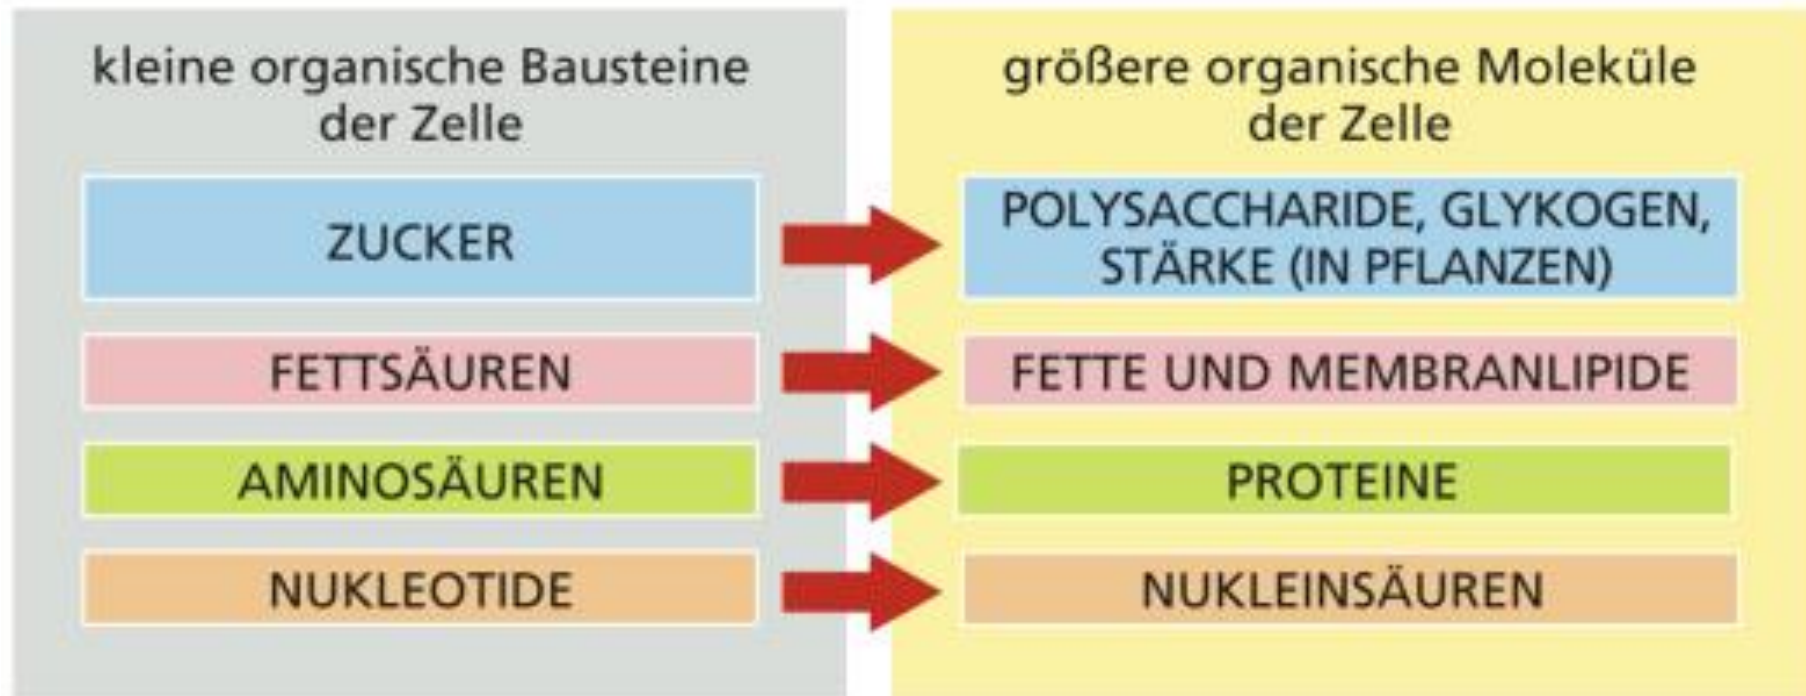 kleine organische Bausteine
der Zelle
ZUCKER
FETTSÄUREN
AMINOSÄUREN
NUKLEOTIDE
größere organische Moleküle
der Zelle
POLYSACCHARIDE, GLYKOGEN,
STÄRKE (IN PFLANZEN)
FETTE UND MEMBRANLIPIDE
PROTEINE
NUKLEINSÄUREN